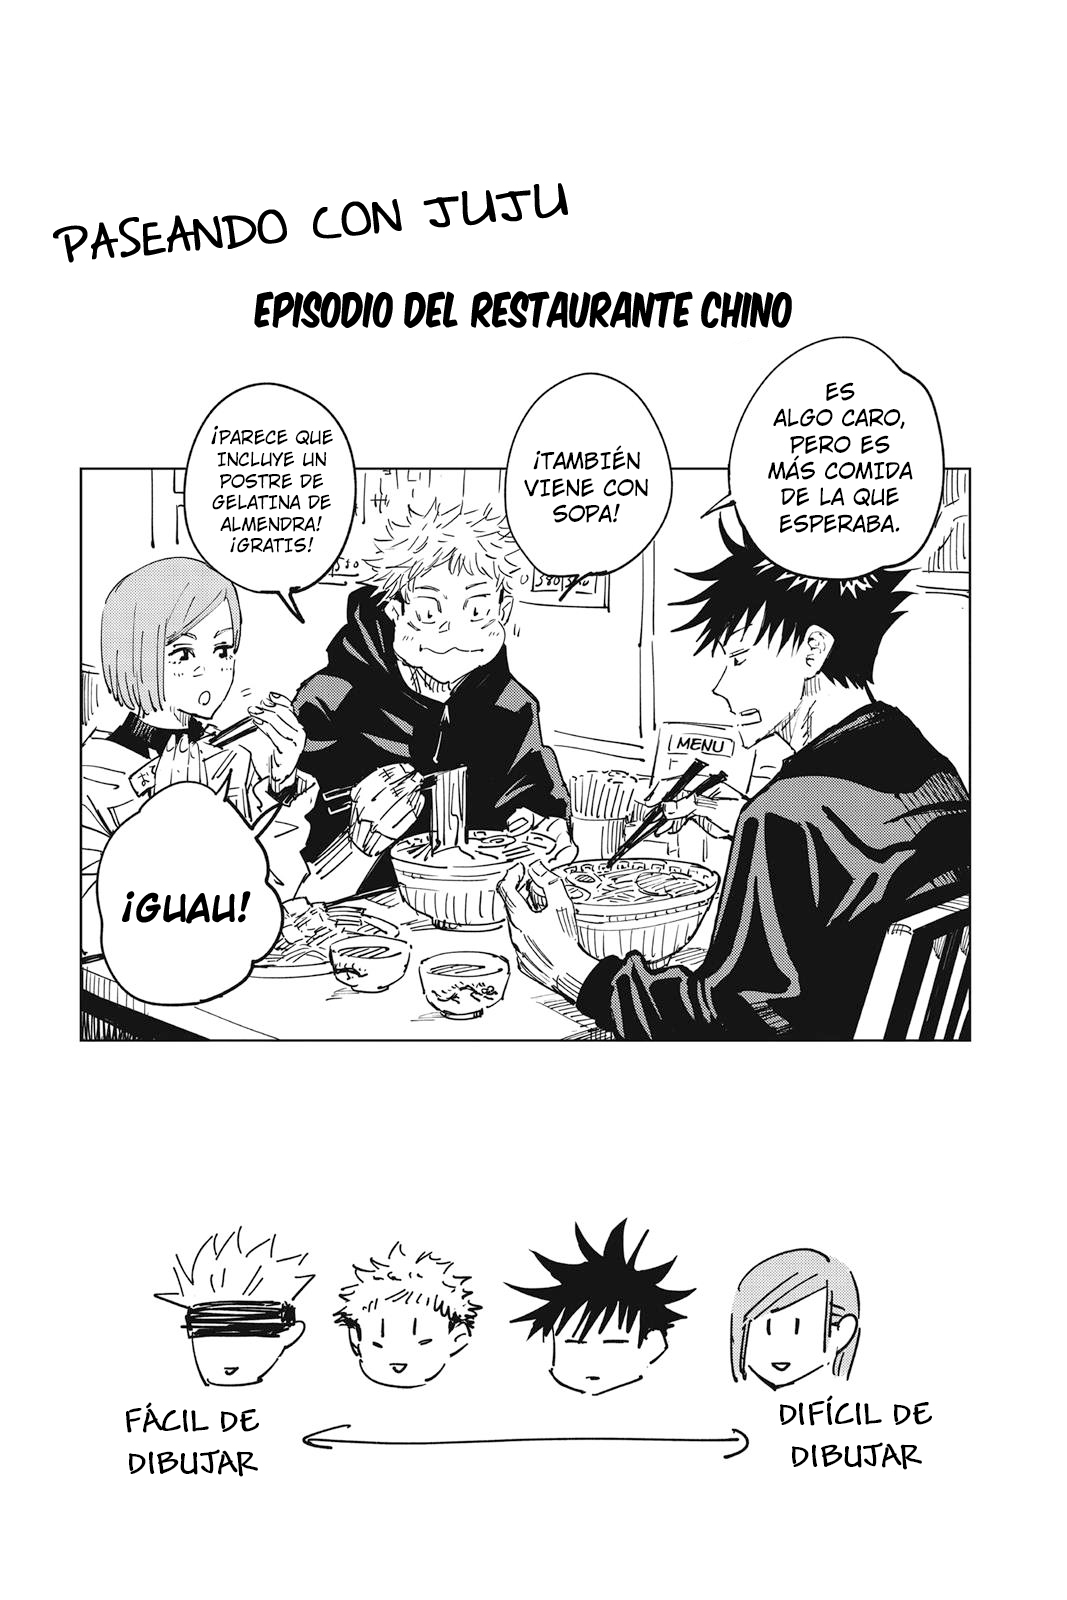 PASEANDO CON JUJU
EPISODIO DEL RESTAURANTE CHINO
ES
ALGO CARO,
PERO ES
MÁS COMIDA
DE LA QUE
ESPERABA.
¡TAMBIÉN
VIENE CON
SOPA!
¡PARECE QUE
INCLUYE UN
POSTRE DE
GELATINA DE
ALMENDRA!
¡GRATIS!
MENU
¡GUAU!
FÁCIL DE
DIBUJAR
DIFÍCIL DE
DIBUJAR